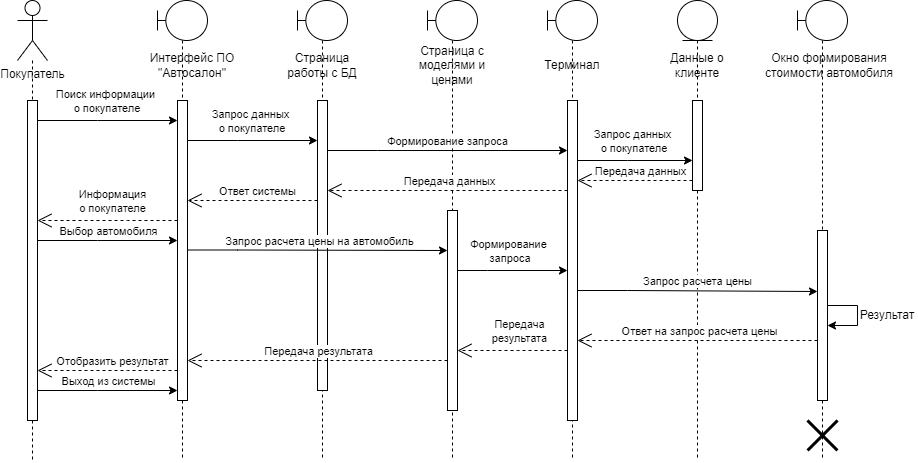 Покупатель
Интерфейс ПО
"Автосалон"
Страница
работы с БД
Страница с
моделями и
ценами
Терминал
Данные о
клиенте
Окно формирования
стоимости автомобиля
Поиск информации
о покупателе
Запрос данных
о покупателе
Формирование запроса
Запрос данных
о покупателе
Передача данных
Передача данных
Ответ системы
Информация
о покупателе
Выбор автомобиля
Запрос расчета цены на автомобиль
Формирование
запроса
Запрос расчета цены
Результат
Ответ на запрос расчета цены
Передача
результата
Передача результата
Отобразить результат
Выход из системы